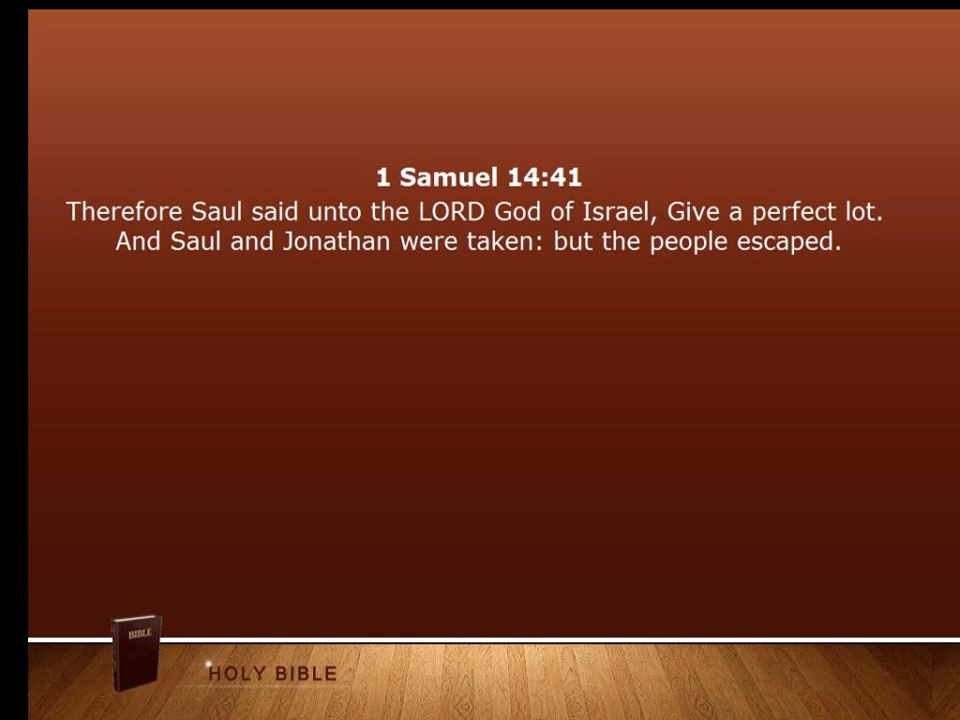 1 Samuel 14:41
Therefore Saul said unto the LORD God of Israel, Give a perfect lot.
And Saul and Jonathan were taken: but the people escaped.
BIBLE
HOLY BIBLE